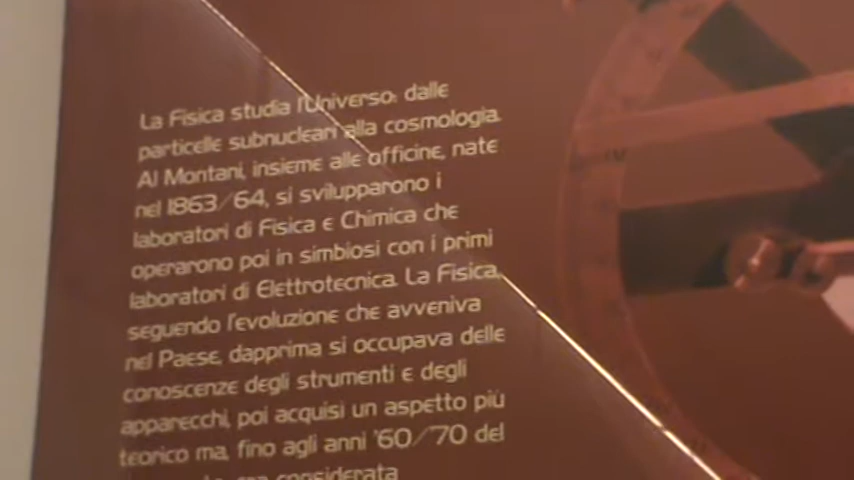 La Fisica studia l'Universo: dalle
particelle subnucleari alla cosmologia.
Al Montani, insieme alle officine, nate
nel 1863/64, si svilupparono i
laboratori di Fisica e Chimica che
operarono poi in simbiosi con i primi
laboratori di Elettrotecnica. La Fisica,
seguendo l'evoluzione che avveniva
nel Paese, dapprima si occupava delle
conoscenze degli strumenti e degli
apparecchi, poi acquisì un aspetto più
teorico ma, fino agli anni '60/'70 del
era considerata